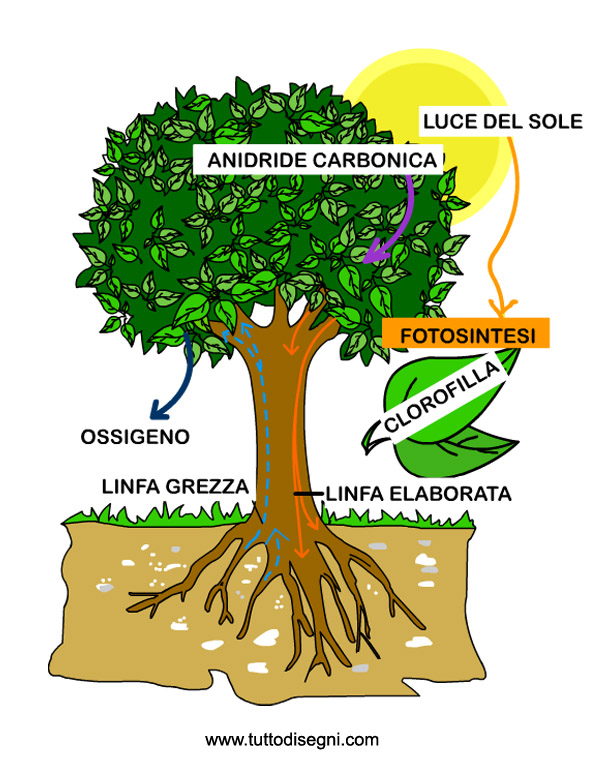 LUCE DEL SOLE
ANIDRIDE CARBONICA
FOTOSINTESI
CLOROFILLA
OSSIGENO
LINFA GREZZA
LINFA ELABORATA
www.tuttodisegni.com